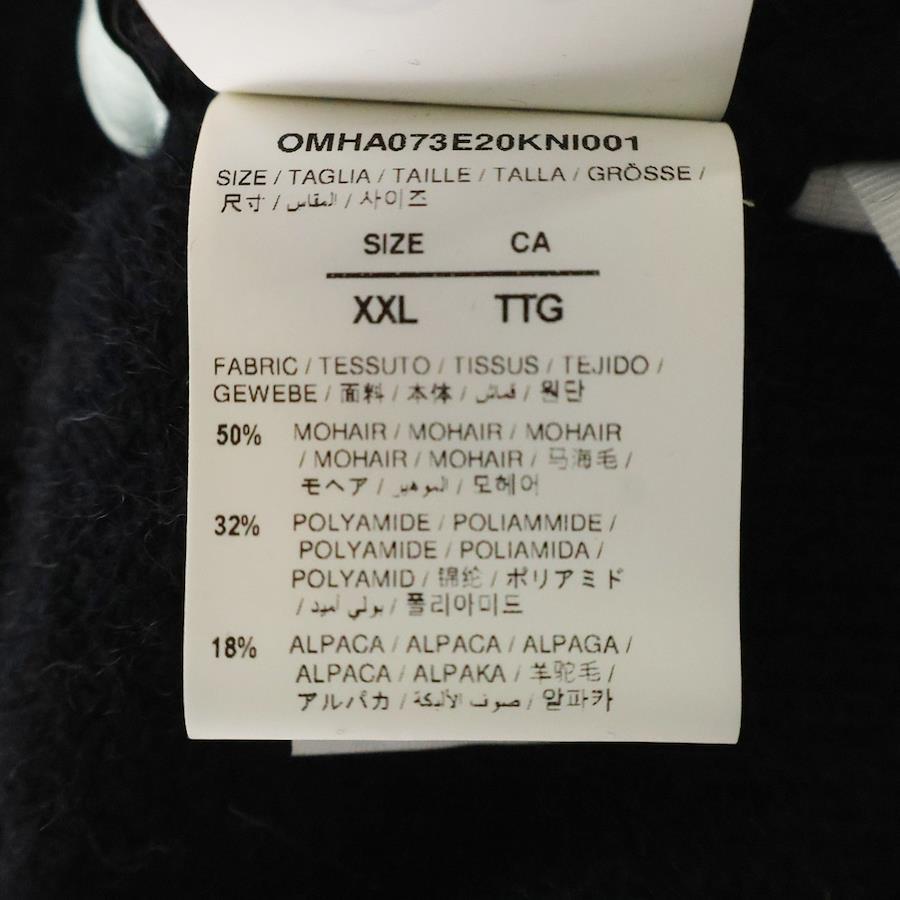 OMHA073E20KNI001
SIZE / TAGLIA / TAILLE / TALLA / GRÖSSE /
尺寸 / المقاس / 사이즈
SIZE CA
XXL TTG
FABRIC / TESSUTO / TISSUS / TEJIDO /
GEWEBE / 面料 / 本体 / قماش / 원단
50% MOHAIR / MOHAIR / MOHAIR
/ MOHAIR / MOHAIR / 马海毛 /
モヘア / الموهير / 모헤어
32% POLYAMIDE / POLIAMMIDE /
POLYAMIDE / POLIAMIDA /
POLYAMID / 锦纶 / ポリアミド
/ بولي أميد / 폴리아미드
18% ALPACA / ALPACA / ALPAGA /
ALPACA / ALPAKA / 羊驼毛 /
アルパカ / صوف الألبكة / 알파카